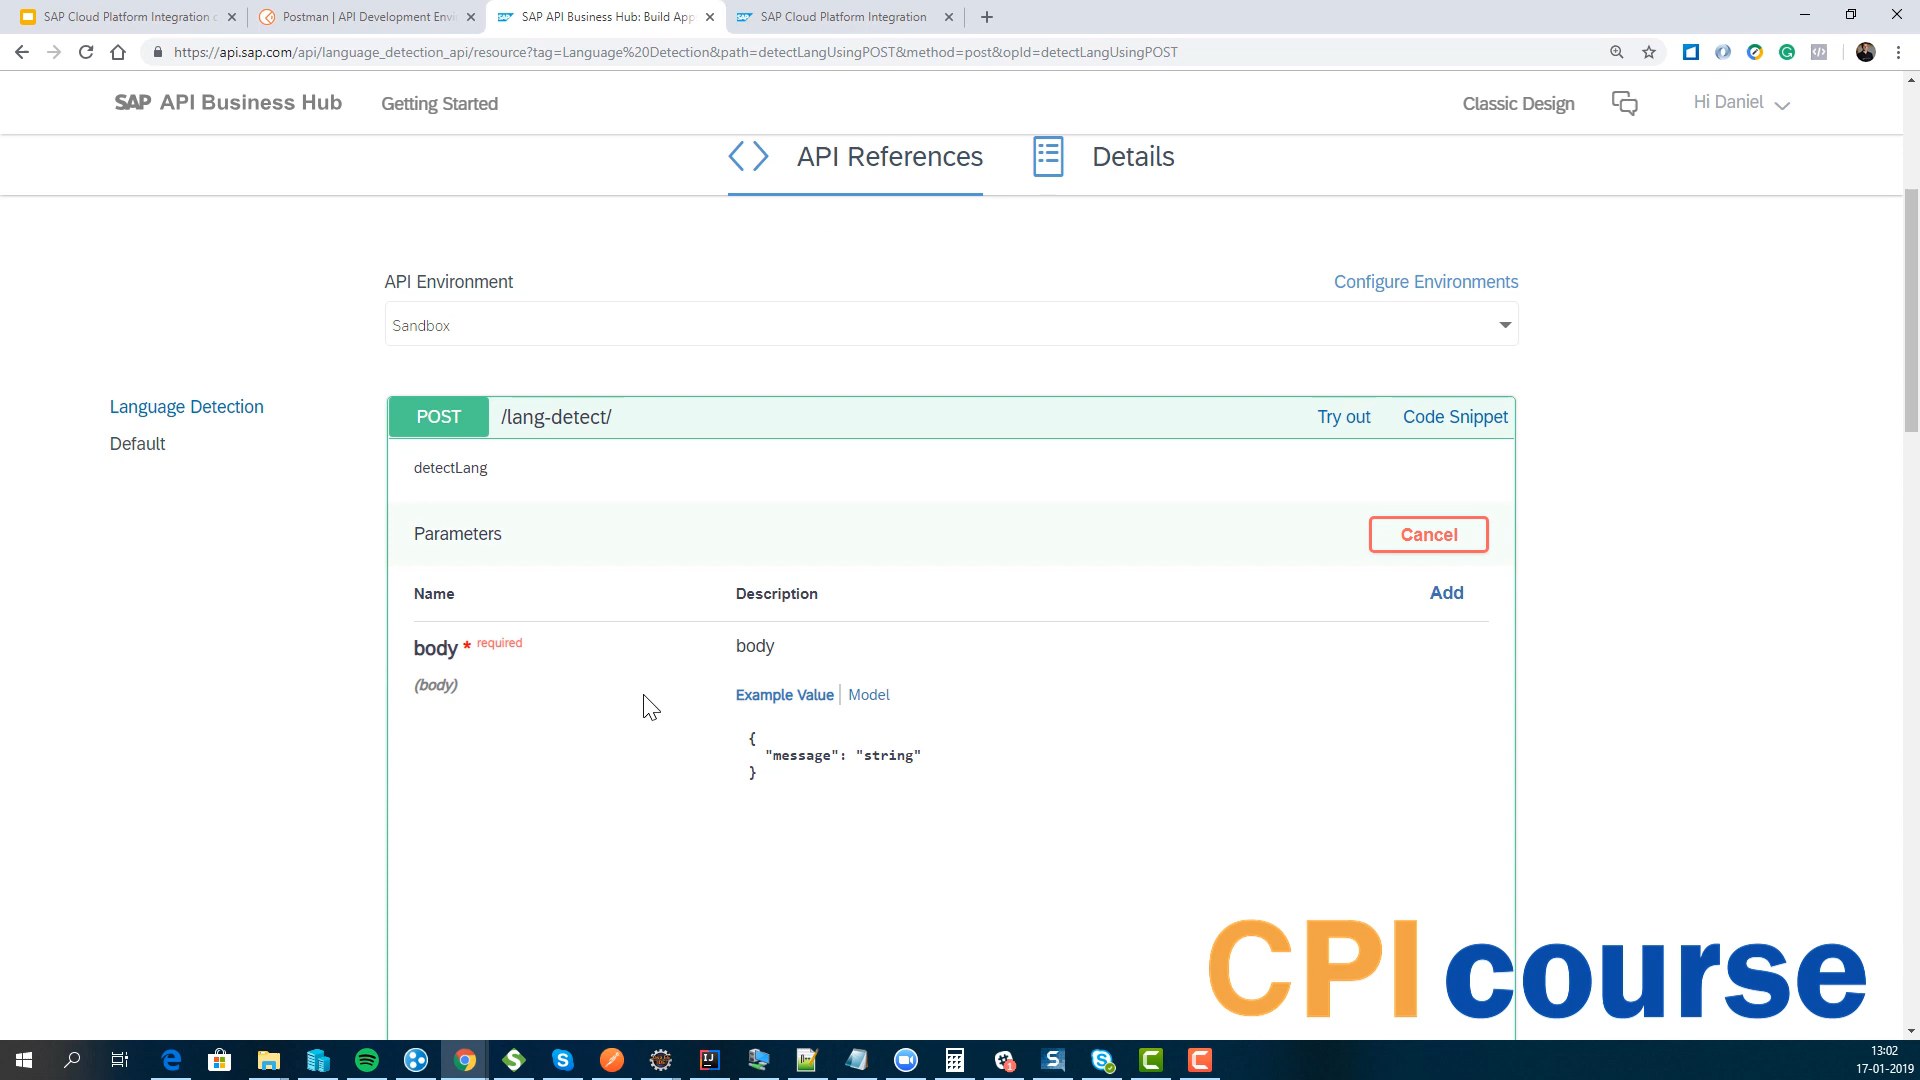 SAP Cloud Platform Integration
Postman | API Development Envi
SAP API Business Hub: Build App
SAP Cloud Platform Integration
https://api.sap.com/api/language_detection_api/resource?tag=Language%20Detection&path=detectLangUsingPOST&method=post&opId=detectLangUsingPOST
SAP API Business Hub
Getting Started
Classic Design
Hi Daniel
API References
Details
API Environment
Configure Environments
Sandbox
Language Detection
Default
POST
/lang-detect/
Try out
Code Snippet
detectLang
Parameters
Cancel
Name
Description
Add
body * required
body
(body)
Example Value
Model
{
"message": "string"
}
CPI course
13:02
17-01-2019